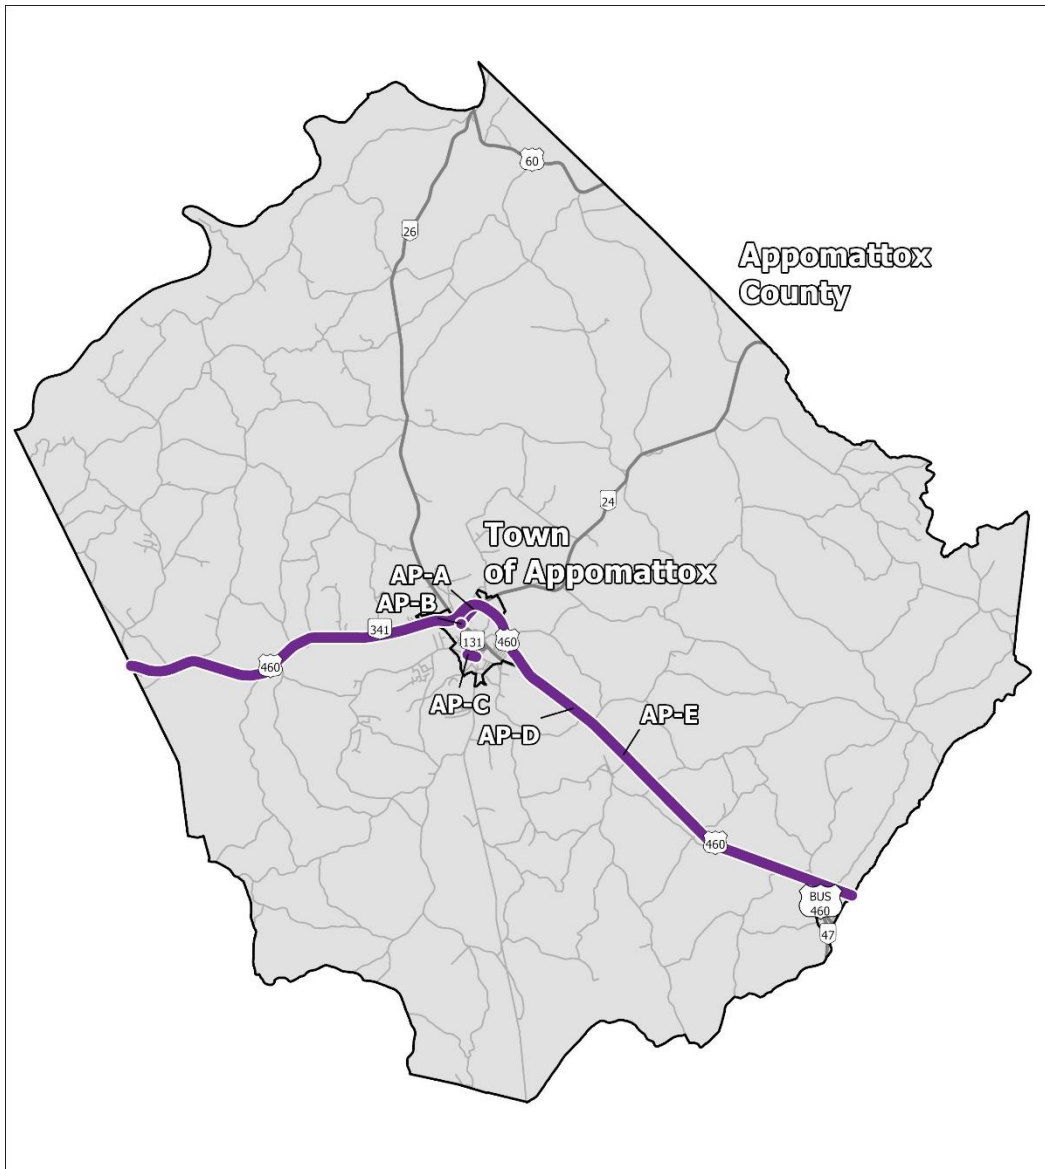 60
26
Appomattox
County
24
Town
of Appomattox
AP-A
AP-B
341
131
460
460
AP-C
AP-E
AP-D
460
BUS
460
47